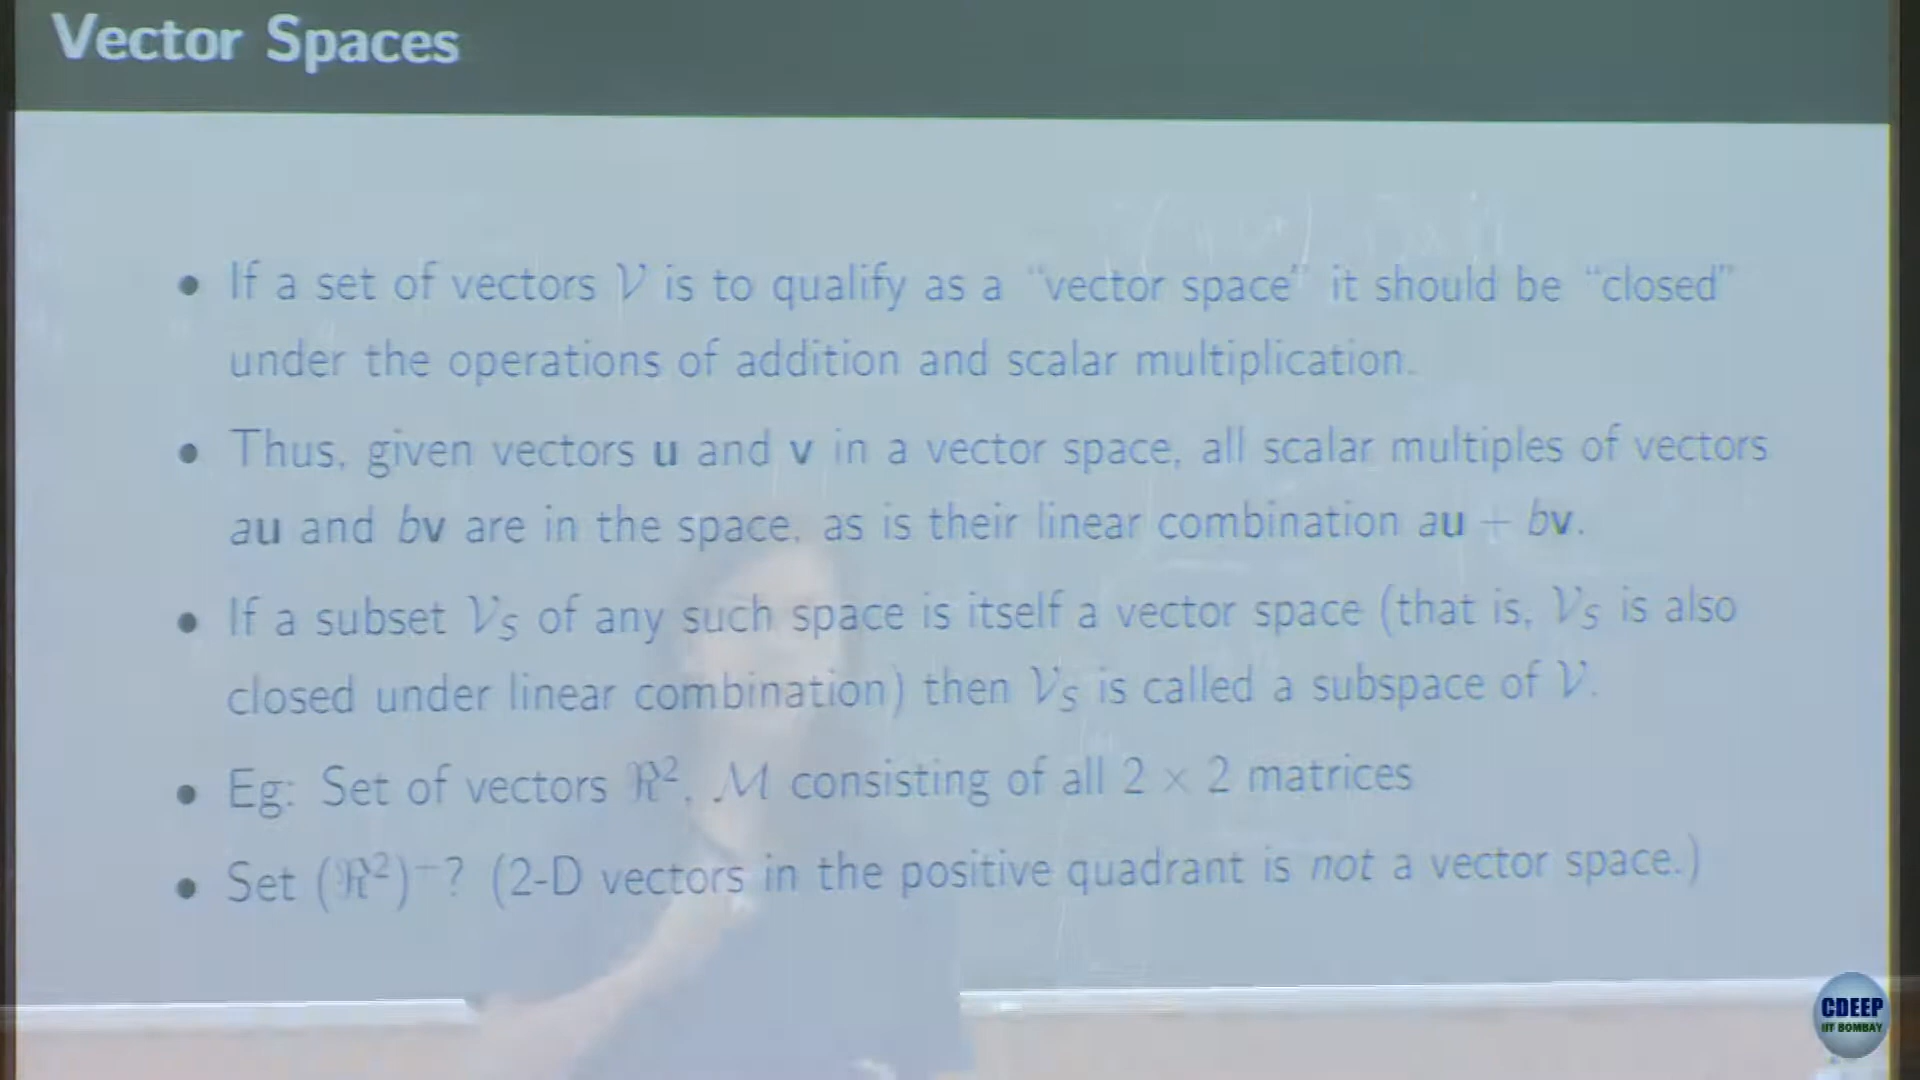 Vector Spaces
• If a set of vectors 𝒱 is to qualify as a “vector space” it should be “closed”
under the operations of addition and scalar multiplication.
• Thus, given vectors u and v in a vector space, all scalar multiples of vectors
au and bv are in the space, as is their linear combination au + bv.
• If a subset 𝒱S of any such space is itself a vector space (that is, 𝒱S is also
closed under linear combination) then 𝒱S is called a subspace of 𝒱.
• Eg: Set of vectors ℜ², ℳ consisting of all 2 × 2 matrices
• Set (ℜ²)⁺? (2-D vectors in the positive quadrant is not a vector space.)
CDEEP
IIT BOMBAY